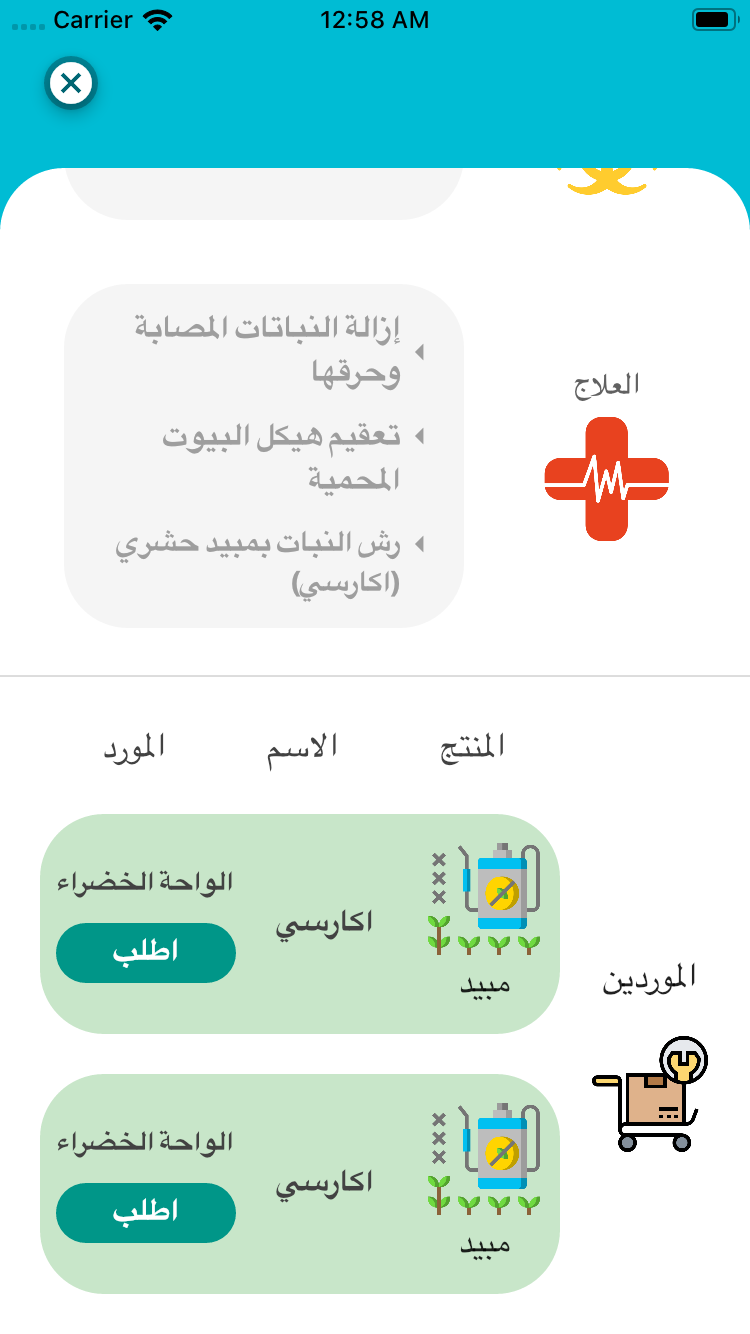 Carrier 12:58 AM
العلاج
إزالة النباتات المصابة
وحرقها
تعقيم هيكل البيوت
المحمية
رش النبات بمبيد حشري
(اكارسي)
المنتج الاسم المورد
الموردين
مبيد
اكارسي
الواحة الخضراء
اطلب
مبيد
اكارسي
الواحة الخضراء
اطلب